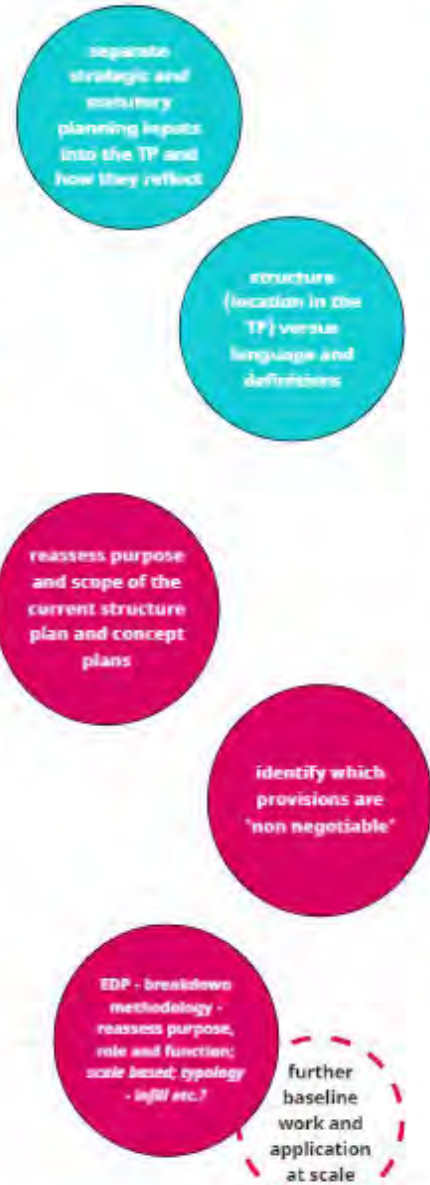 separate
strategic and
statutory
planning inputs
into the TP and
how they reflect
structure
(location in the
TP) versus
language and
definitions
reassess purpose
and scope of the
current structure
plan and concept
plans
identify which
provisions are
"non negotiable"
EDP - breakdown
methodology -
reassess purpose,
role and function;
scale based; typology
- infill etc.?
further
baseline
work and
application
at scale